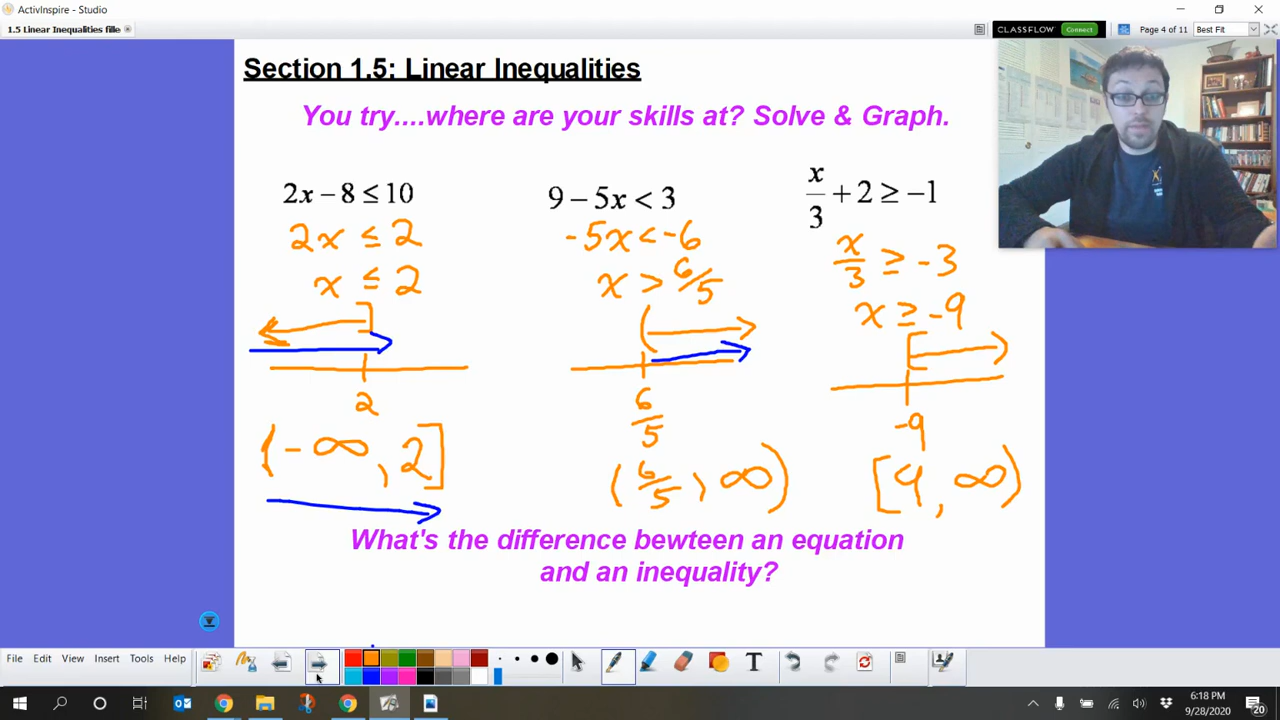 ActivInspire - Studio
1.5 Linear Inequalities fille
CLASSFLOW Connect
Page 4 of 11
Best Fit
Section 1.5: Linear Inequalities
You try....where are your skills at? Solve & Graph.
2x − 8 ≤ 10
2x ≤ 2
x ≤ 2
2
(-∞, 2]
9 − 5x < 3
-5x < -6
x > 6/5
6/5
(6/5, ∞)
x/3 + 2 ≥ −1
x/3 ≥ -3
x ≥ -9
-9
[9, ∞)
What's the difference bewteen an equation
and an inequality?
File Edit View Insert Tools Help
T
6:18 PM
9/28/2020
20